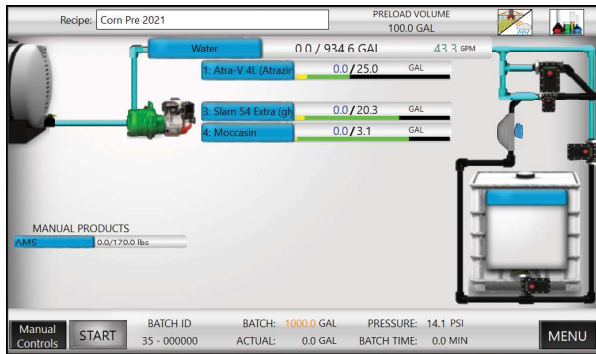 Recipe: Corn Pre 2021 PRELOAD VOLUME
100.0 GAL
Water 0.0 / 934.6 GAL 43.3 GPM
1: Atra-V 4L (Atrazin 0.0 / 25.0 GAL
3: Slam 54 Extra (gly 0.0 / 20.3 GAL
4: Moccasin 0.0 / 3.1 GAL
MANUAL PRODUCTS
AMS 0.0/170.0 lbs
Manual Controls START BATCH ID BATCH: 1000.0 GAL PRESSURE: 14.1 PSI MENU
35 - 000000 ACTUAL: 0.0 GAL BATCH TIME: 0.0 MIN